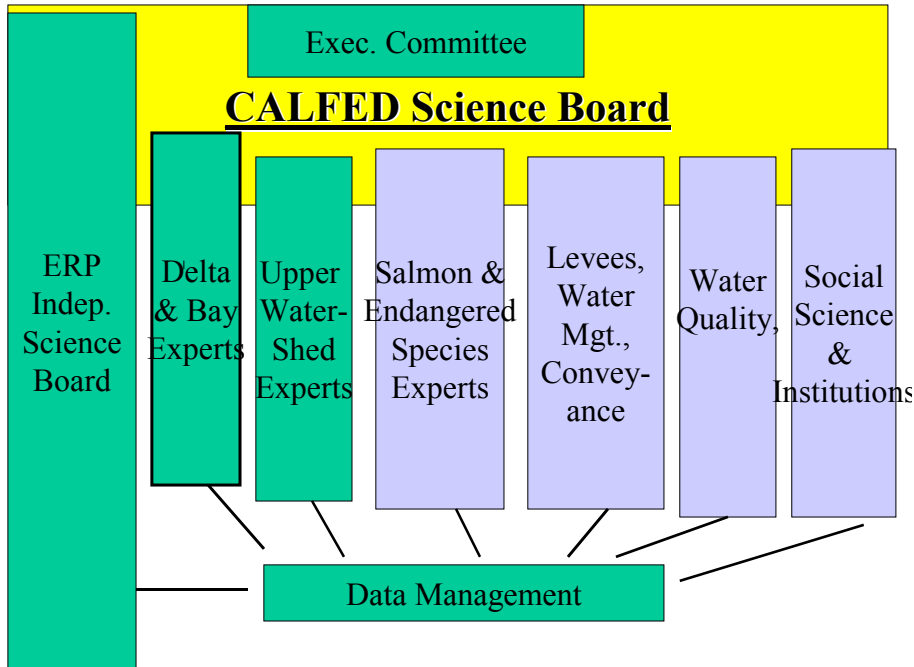 Exec. Committee
CALFED Science Board
ERP
Indep.
Science
Board
Delta
& Bay
Experts
Upper
Water-
Shed
Experts
Salmon &
Endangered
Species
Experts
Levees,
Water
Mgt.,
Convey-
ance
Water
Quality,
Social
Science
&
Institutions
Data Management